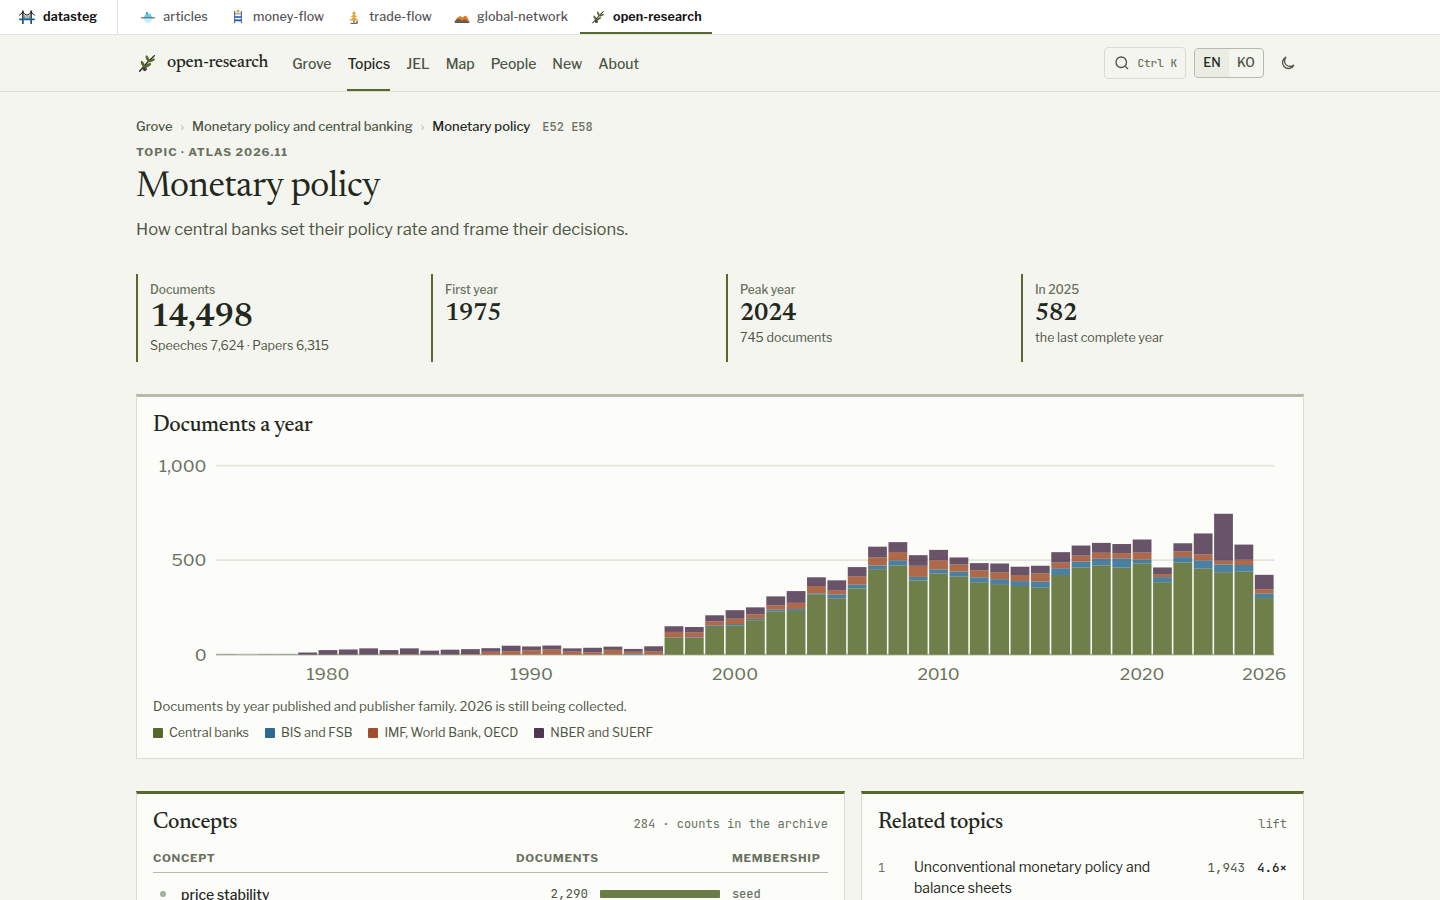 datasteg articles money-flow trade-flow global-network open-research
open-research Grove Topics JEL Map People New About Ctrl K EN KO
Grove › Monetary policy and central banking › Monetary policy E52 E58
TOPIC · ATLAS 2026.11
Monetary policy
How central banks set their policy rate and frame their decisions.
Documents
14,498
Speeches 7,624 · Papers 6,315
First year
1975
Peak year
2024
745 documents
In 2025
582
the last complete year
Documents a year
1,000
500
0
1980 1990 2000 2010 2020 2026
Documents by year published and publisher family. 2026 is still being collected.
Central banks BIS and FSB IMF, World Bank, OECD NBER and SUERF
Concepts 284 · counts in the archive
CONCEPT DOCUMENTS MEMBERSHIP
price stability 2,290 seed
Related topics lift
1 Unconventional monetary policy and 1,943 4.6×
balance sheets